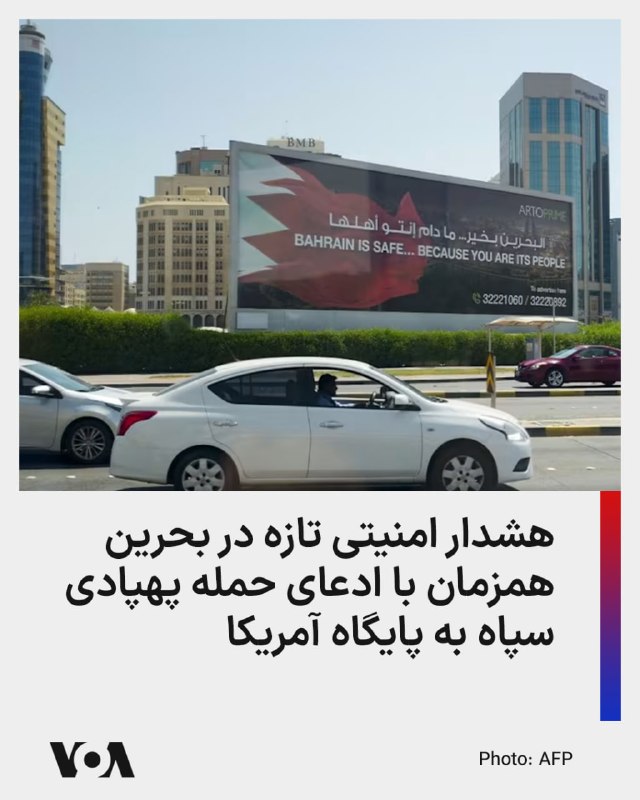 BMB
ARTOPRIME
البحرين بخير... ما دام إنتو أهلها
BAHRAIN IS SAFE... BECAUSE YOU ARE ITS PEOPLE
To advertise here
32221060 / 32220892
هشدار امنیتی تازه در بحرین
همزمان با ادعای حمله پهپادی
سپاه به پایگاه آمریکا
VOA
Photo: AFP